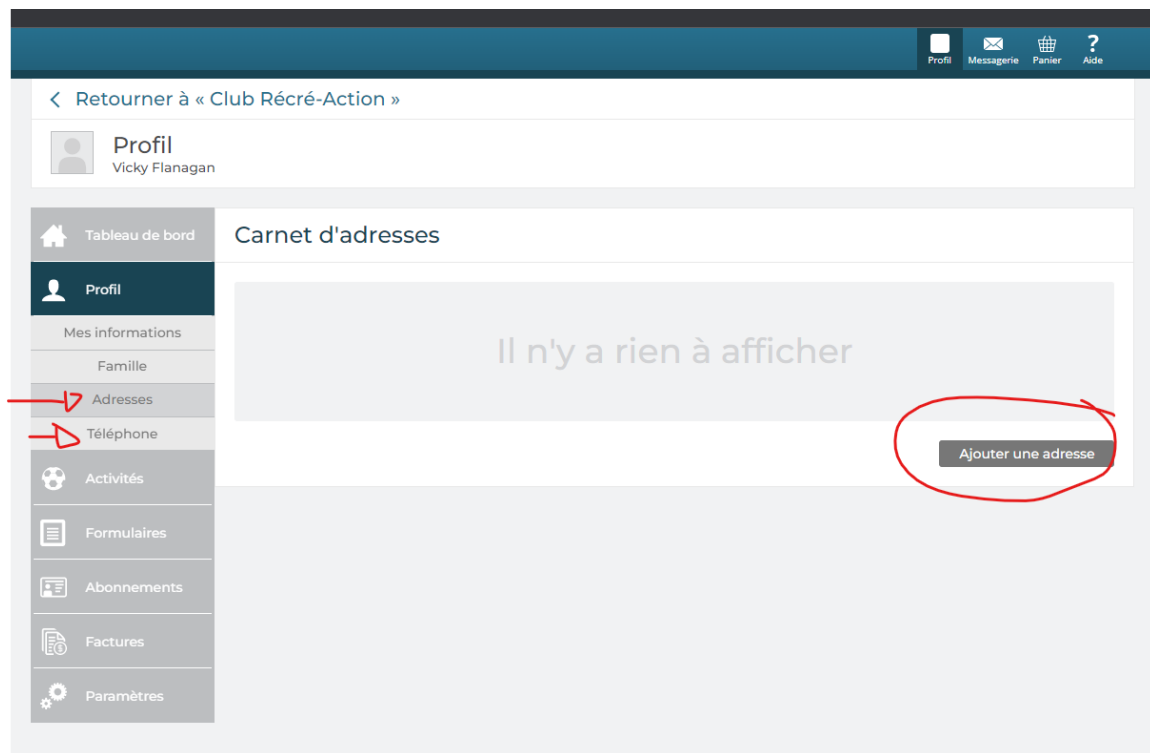 Profil
Messagerie
Panier
?
Aide
Retourner à « Club Récré-Action »
Profil
Vicky Flanagan
Tableau de bord
Carnet d'adresses
Profil
Mes informations
Famille
Adresses
Téléphone
Il n'y a rien à afficher
Ajouter une adresse
Activités
Formulaires
Abonnements
Factures
Paramètres